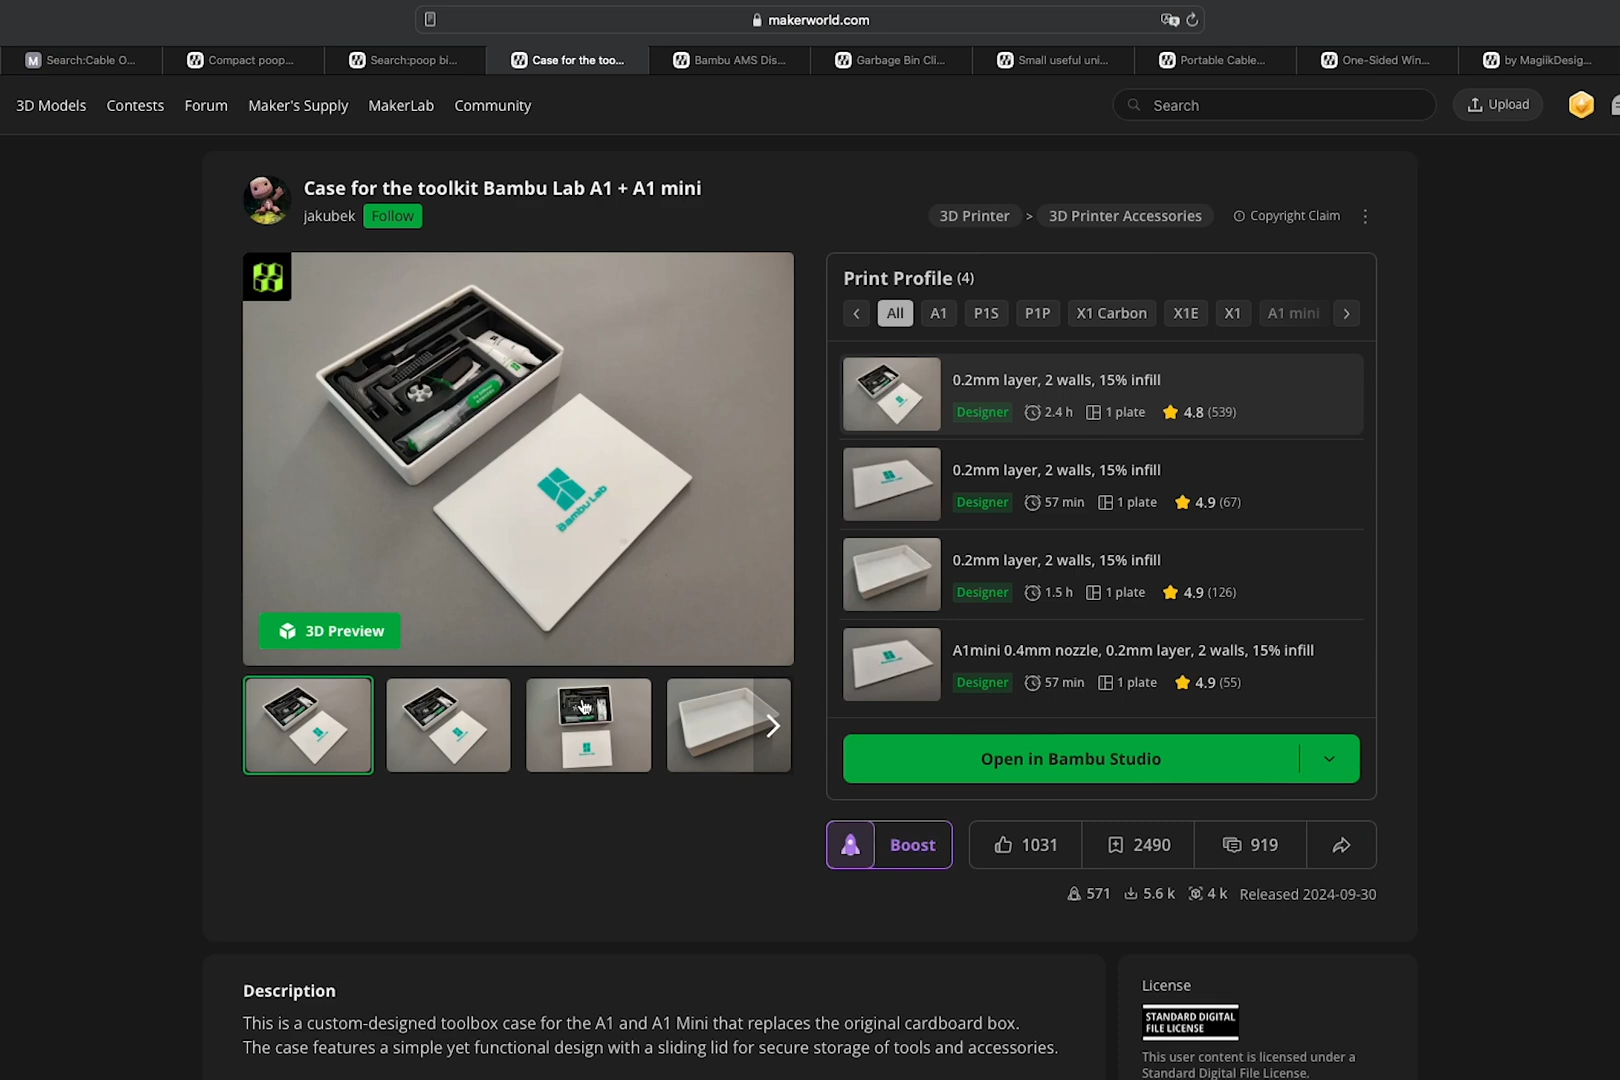 makerworld.com
Search:Cable O...
Compact poop...
Search:poop bi...
Case for the too...
Bambu AMS Dis...
Garbage Bin Cli...
Small useful uni...
Portable Cable...
One-Sided Win...
by MagiikDesig...
3D Models
Contests
Forum
Maker's Supply
MakerLab
Community
Search
Upload
Case for the toolkit Bambu Lab A1 + A1 mini
jakubek
Follow
3D Printer > 3D Printer Accessories
Copyright Claim
Bambu Lab
3D Preview
Print Profile (4)
All
A1
P1S
P1P
X1 Carbon
X1E
X1
A1 mini
0.2mm layer, 2 walls, 15% infill
Designer 2.4 h 1 plate 4.8 (539)
0.2mm layer, 2 walls, 15% infill
Designer 57 min 1 plate 4.9 (67)
0.2mm layer, 2 walls, 15% infill
Designer 1.5 h 1 plate 4.9 (126)
A1mini 0.4mm nozzle, 0.2mm layer, 2 walls, 15% infill
Designer 57 min 1 plate 4.9 (55)
Open in Bambu Studio
Boost
1031
2490
919
571 5.6 k 4 k Released 2024-09-30
Description
This is a custom-designed toolbox case for the A1 and A1 Mini that replaces the original cardboard box.
The case features a simple yet functional design with a sliding lid for secure storage of tools and accessories.
License
STANDARD DIGITAL
FILE LICENSE
This user content is licensed under a
Standard Digital File License.